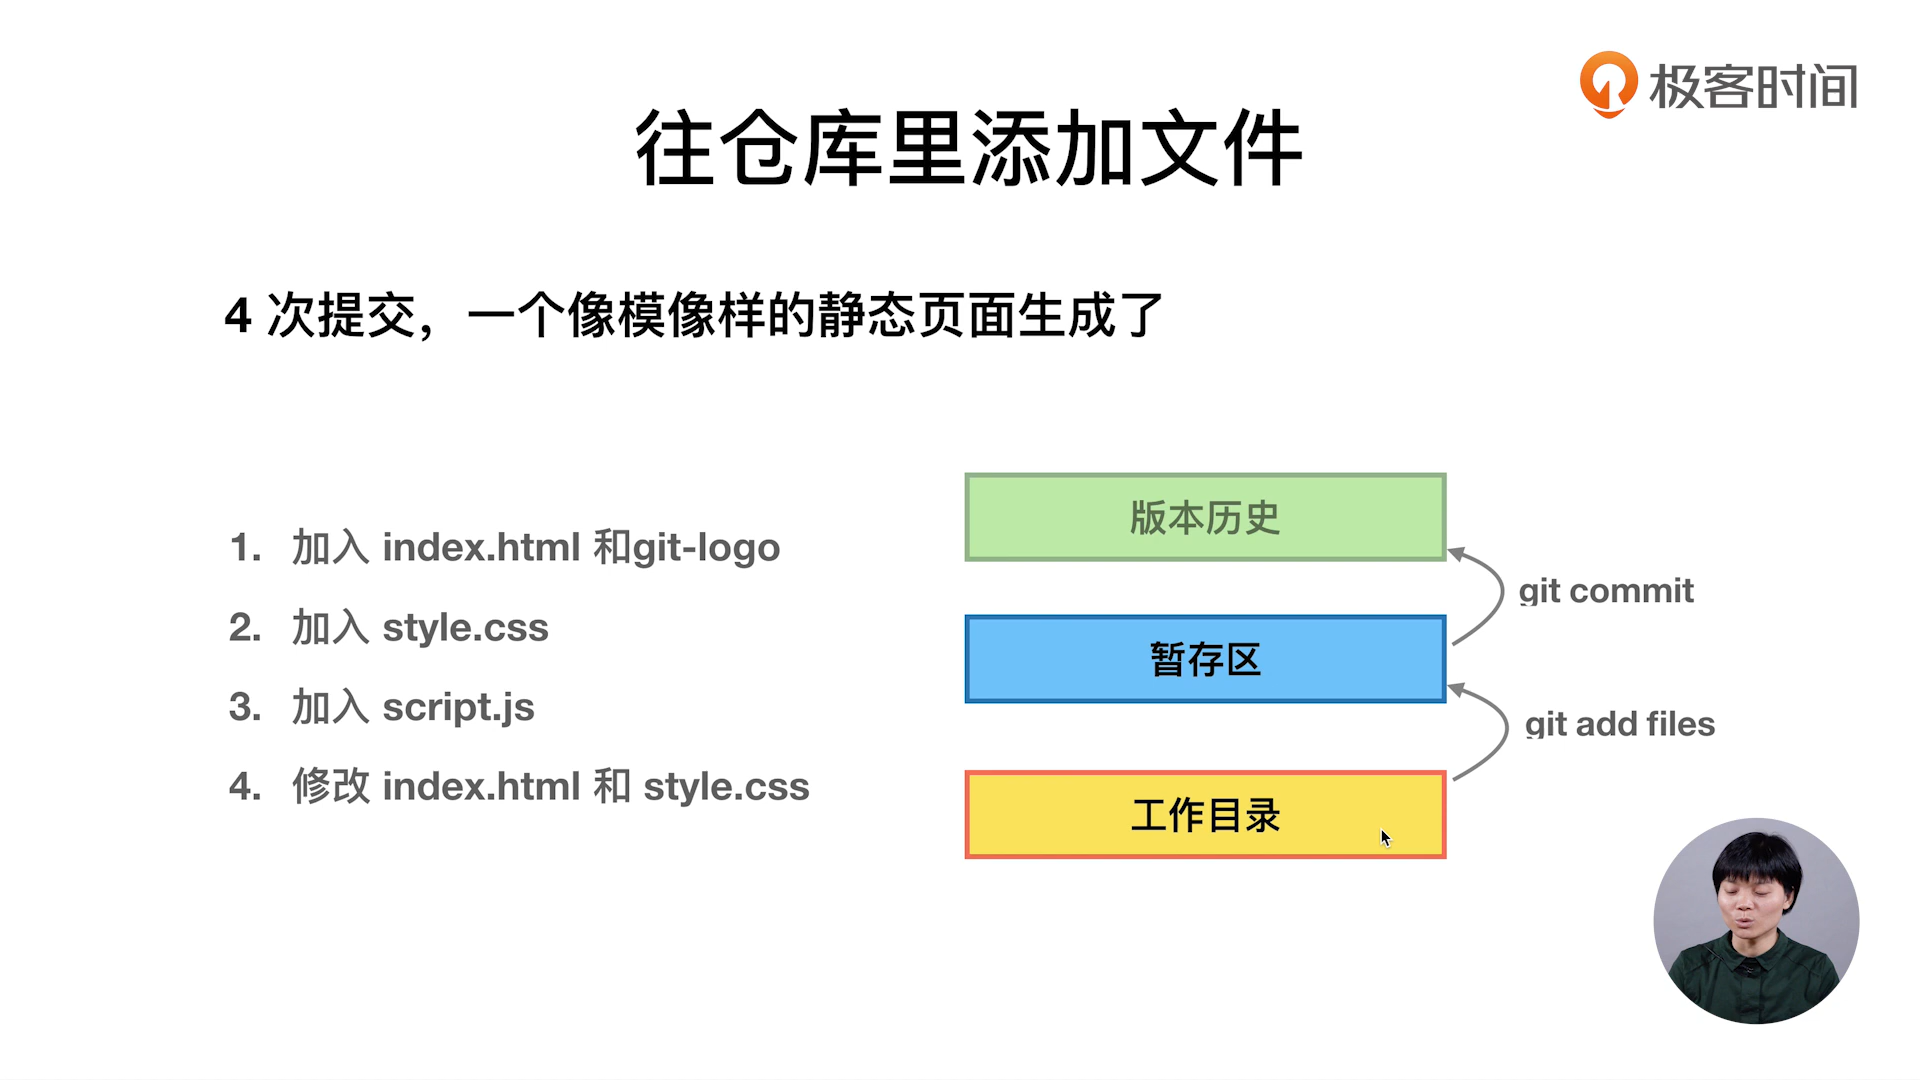 极客时间
往仓库里添加文件
4 次提交，一个像模像样的静态页面生成了
1. 加入 index.html 和git-logo
2. 加入 style.css
3. 加入 script.js
4. 修改 index.html 和 style.css
版本历史
git commit
暂存区
git add files
工作目录